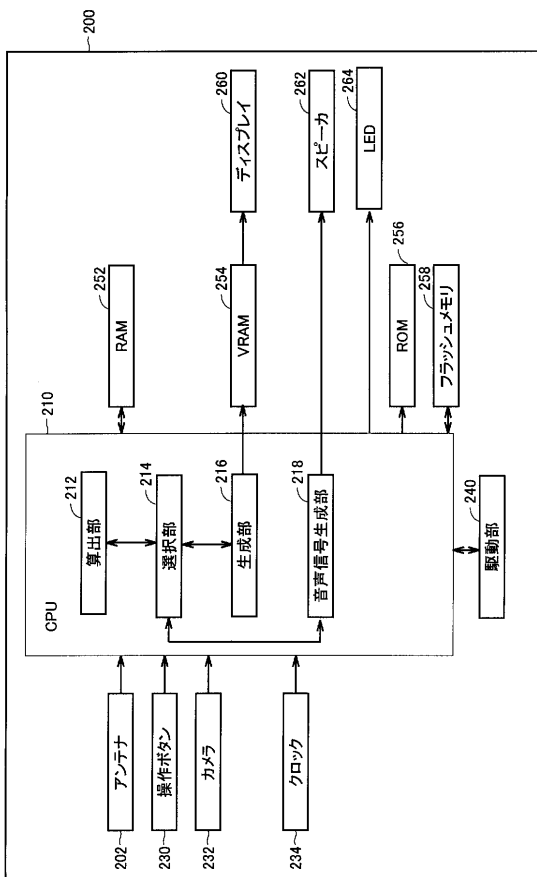 200
210
CPU
算出部
212
選択部
214
生成部
216
音声信号生成部
218
アンテナ
202
操作ボタン
230
カメラ
232
クロック
234
駆動部
240
RAM
252
VRAM
254
ROM
256
フラッシュメモリ
258
ディスプレイ
260
スピーカ
262
LED
264